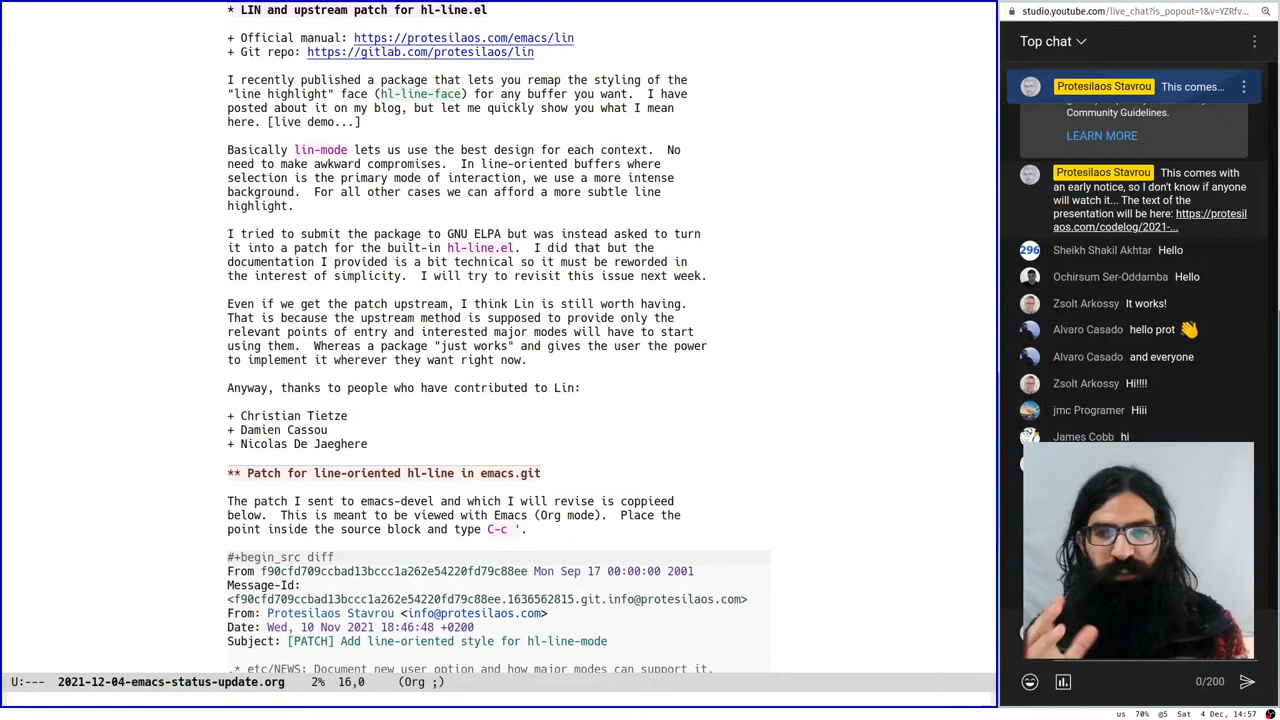 * LIN and upstream patch for hl-line.el
+ Official manual: https://protesilaos.com/emacs/lin
+ Git repo: https://gitlab.com/protesilaos/lin
I recently published a package that lets you remap the styling of the
"line highlight" face (hl-line-face) for any buffer you want.  I have
posted about it on my blog, but let me quickly show you what I mean
here. [live demo...]
Basically lin-mode lets us use the best design for each context.  No
need to make awkward compromises.  In line-oriented buffers where
selection is the primary mode of interaction, we use a more intense
background.  For all other cases we can afford a more subtle line
highlight.
I tried to submit the package to GNU ELPA but was instead asked to turn
it into a patch for the built-in hl-line.el.  I did that but the
documentation I provided is a bit technical so it must be reworded in
the interest of simplicity.  I will try to revisit this issue next week.
Even if we get the patch upstream, I think Lin is still worth having.
That is because the upstream method is supposed to provide only the
relevant points of entry and interested major modes will have to start
using them.  Whereas a package "just works" and gives the user the power
to implement it wherever they want right now.
Anyway, thanks to people who have contributed to Lin:
+ Christian Tietze
+ Damien Cassou
+ Nicolas De Jaeghere
** Patch for line-oriented hl-line in emacs.git
The patch I sent to emacs-devel and which I will revise is coppieed
below.  This is meant to be viewed with Emacs (Org mode).  Place the
point inside the source block and type C-c '.
#+begin_src diff
From f90cfd709ccbad13bccc1a262e54220fd79c88ee Mon Sep 17 00:00:00 2001
Message-Id:
<f90cfd709ccbad13bccc1a262e54220fd79c88ee.1636562815.git.info@protesilaos.com>
From: Protesilaos Stavrou <info@protesilaos.com>
Date: Wed, 10 Nov 2021 18:46:48 +0200
Subject: [PATCH] Add line-oriented style for hl-line-mode
* etc/NEWS: Document new user option and how major modes can support it.
U:--- 2021-12-04-emacs-status-update.org 2% 16,0 (Org ;)
studio.youtube.com/live_chat?is_popout=1&v=YZRfv...
Top chat
Protesilaos Stavrou This comes...
Community Guidelines.
LEARN MORE
Protesilaos Stavrou This comes with
an early notice, so I don't know if anyone
will watch it... The text of the
presentation will be here: https://protesil
aos.com/codelog/2021-...
296 Sheikh Shakil Akhtar Hello
Ochirsum Ser-Oddamba Hello
Zsolt Arkossy It works!
Alvaro Casado hello prot 👋
Alvaro Casado and everyone
Zsolt Arkossy Hi!!!!
jmc Programer Hiii
James Cobb hi
0/200
us 70% @5 Sat 4 Dec, 14:57